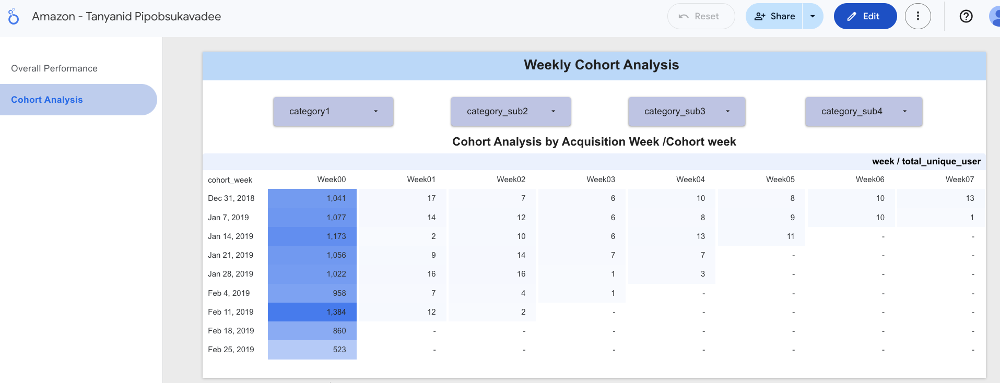 Amazon - Tanyanid Pipobsukavadee
Reset
Share
Edit
Overall Performance
Cohort Analysis
Weekly Cohort Analysis
category1
category_sub2
category_sub3
category_sub4
Cohort Analysis by Acquisition Week /Cohort week
week / total_unique_user
cohort_week Week00 Week01 Week02 Week03 Week04 Week05 Week06 Week07
Dec 31, 2018 1,041 17 7 6 10 8 10 13
Jan 7, 2019 1,077 14 12 6 8 9 10 1
Jan 14, 2019 1,173 2 10 6 13 11 - -
Jan 21, 2019 1,056 9 14 7 7 - - -
Jan 28, 2019 1,022 16 16 1 3 - - -
Feb 4, 2019 958 7 4 1 - - - -
Feb 11, 2019 1,384 12 2 - - - - -
Feb 18, 2019 860 - - - - - - -
Feb 25, 2019 523 - - - - - - -